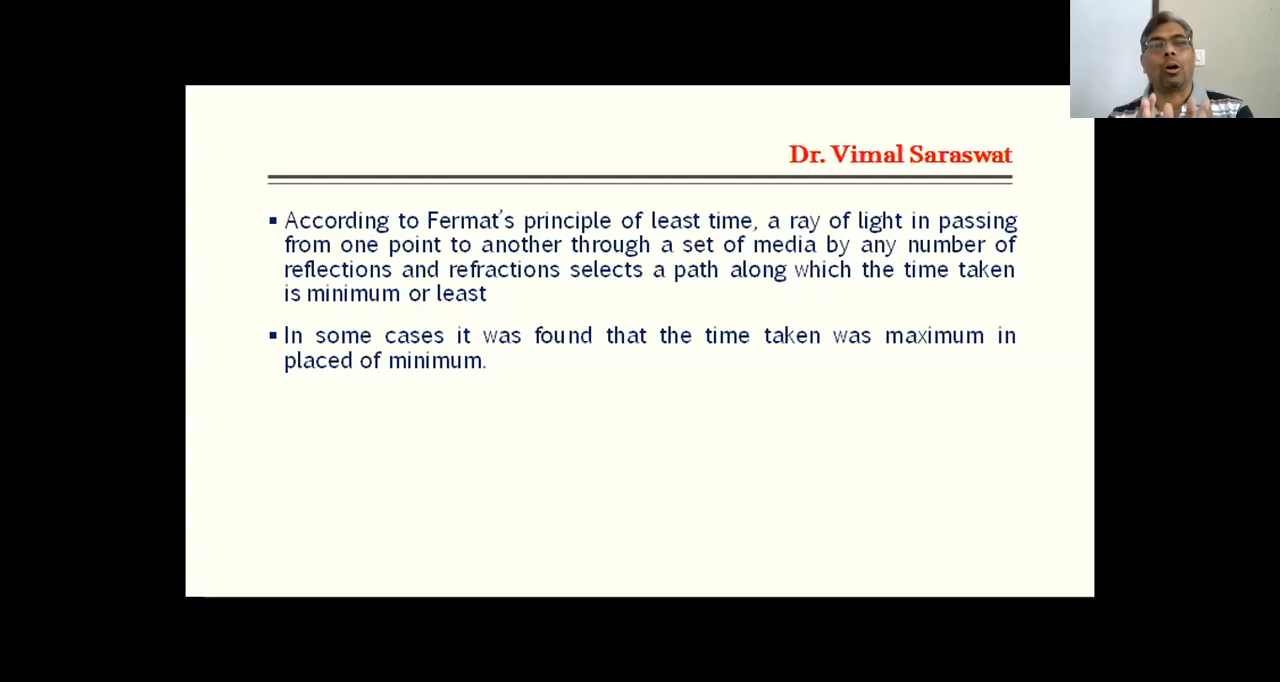 Dr. Vimal Saraswat
▪ According to Fermat's principle of least time, a ray of light in passing
from one point to another through a set of media by any number of
reflections and refractions selects a path along which the time taken
is minimum or least
▪ In some cases it was found that the time taken was maximum in
placed of minimum.